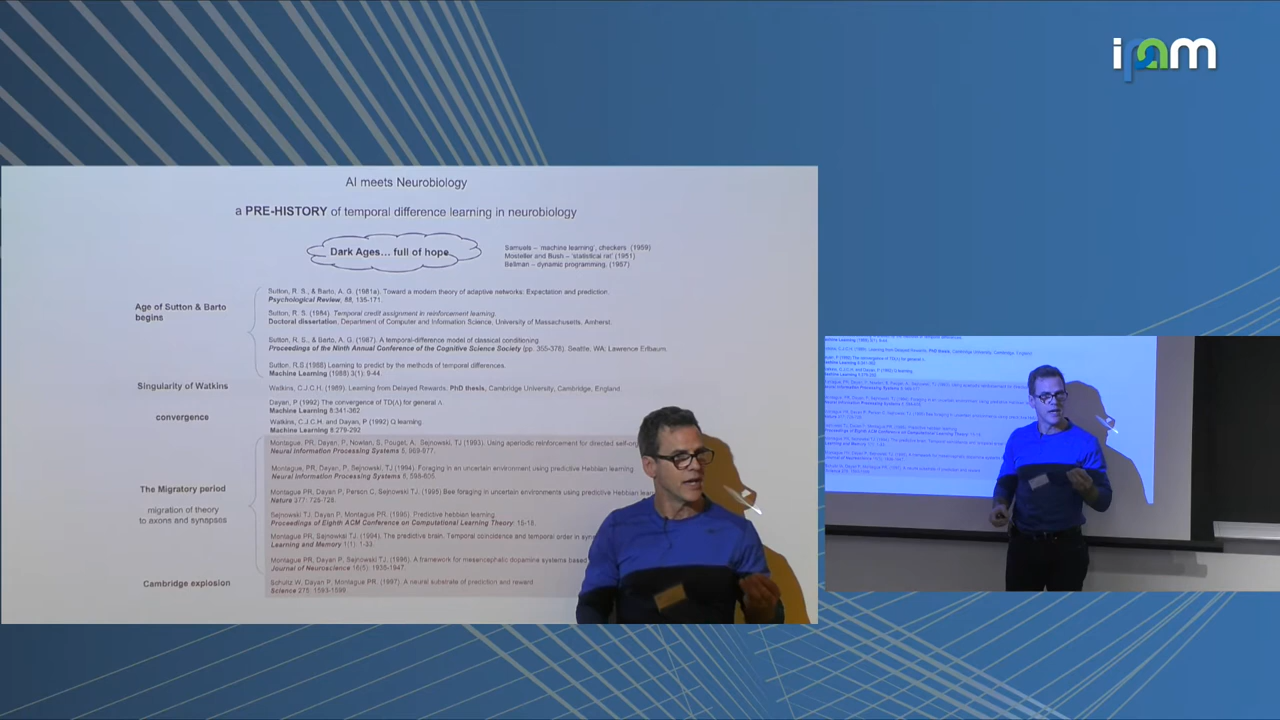 ipam
AI meets Neurobiology
a PRE-HISTORY of temporal difference learning in neurobiology
Dark Ages... full of hope
Samuels – 'machine learning', checkers (1959)
Mosteller and Bush – 'statistical rat' (1951)
Bellman – dynamic programming, (1957)
Age of Sutton & Barto
begins
Sutton, R. S., & Barto, A. G. (1981a). Toward a modern theory of adaptive networks: Expectation and prediction.
Psychological Review, 88, 135-171.
Sutton, R. S. (1984). Temporal credit assignment in reinforcement learning.
Doctoral dissertation, Department of Computer and Information Science, University of Massachusetts, Amherst.
Sutton, R. S., & Barto, A. G. (1987). A temporal-difference model of classical conditioning
Proceedings of the Ninth Annual Conference of the Cognitive Science Society (pp. 355-378). Seattle, WA: Lawrence Erlbaum.
Sutton, R.S (1988) Learning to predict by the methods of temporal differences.
Machine Learning (1988) 3(1): 9-44.
Singularity of Watkins
Watkins, C.J.C.H. (1989). Learning from Delayed Rewards. PhD thesis, Cambridge University, Cambridge, England.
convergence
Dayan, P (1992) The convergence of TD(Λ) for general Λ.
Machine Learning 8:341-362
Watkins, C.J.C.H. and Dayan, P (1992) Q learning
Machine Learning 8:279-292
The Migratory period
migration of theory
to axons and synapses
Montague, PR, Dayan, P, Nowlan, S, Pouget, A, Sejnowski, TJ (1993). Using aperiodic reinforcement for directed self-or
Neural Information Processing Systems 5, 969-977.
Montague, PR, Dayan, P, Sejnowski, TJ (1994). Foraging in an uncertain environment using predictive Hebbian learning
Neural Information Processing Systems 6, 598-605.
Montague PR, Dayan P, Person C, Sejnowski TJ. (1995) Bee foraging in uncertain environments using predictive Hebbian lear
Nature 377: 725-728.
Sejnowski TJ, Dayan P, Montague PR. (1995). Predictive hebbian learning
Proceedings of Eighth ACM Conference on Computational Learning Theory: 15-18.
Montague PR, Sejnowkai TJ. (1994). The predictive brain: Temporal coincidence and temporal order in syn
Learning and Memory 1(1): 1-33.
Montague PR, Dayan P, Sejnowski TJ. (1996). A framework for mesencephalic dopamine systems based
Journal of Neuroscience 16(5): 1936-1947.
Cambridge explosion
Schultz W, Dayan P, Montague PR. (1997). A neural substrate of prediction and reward.
Science 275: 1593-1599.